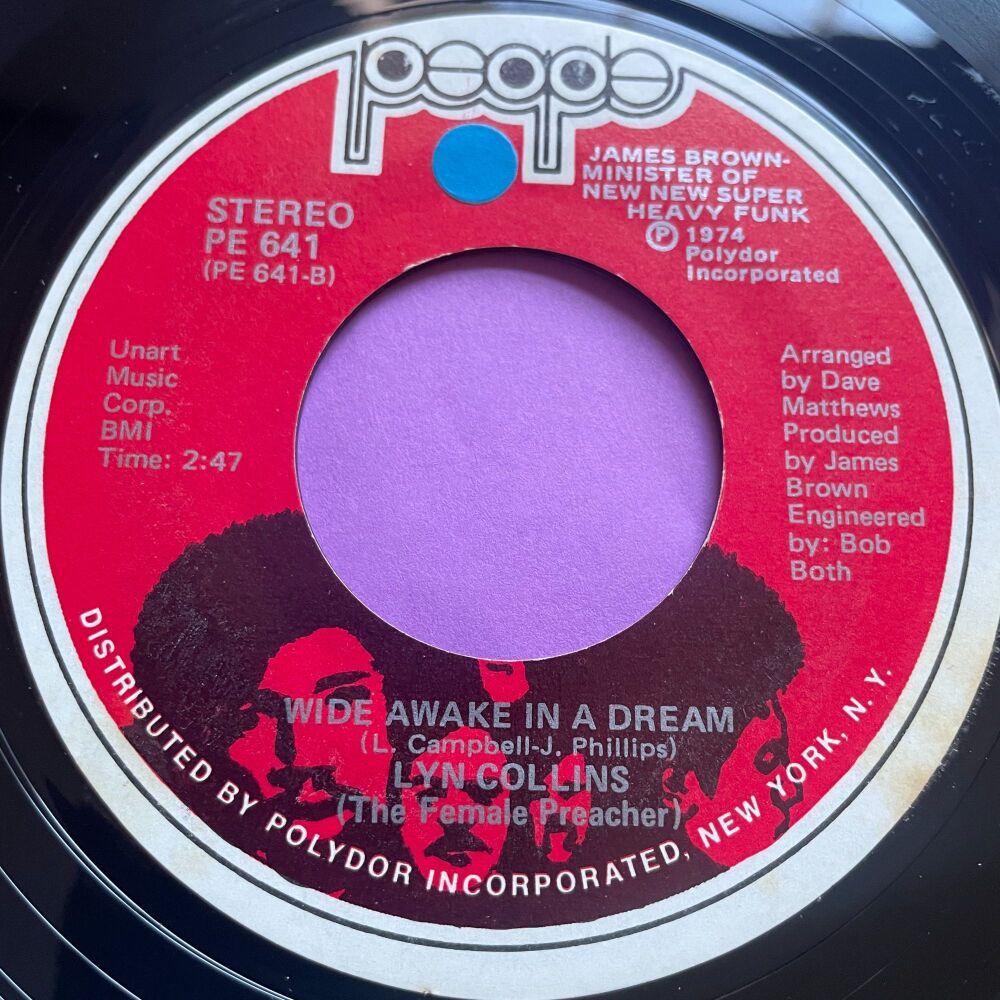 people
JAMES BROWN-
MINISTER OF
NEW NEW SUPER
HEAVY FUNK
Ⓟ 1974
Polydor
Incorporated
STEREO
PE 641
(PE 641-B)
Unart
Music
Corp.
BMI
Time: 2:47
Arranged
by Dave
Matthews
Produced
by James
Brown
Engineered
by: Bob
Both
WIDE AWAKE IN A DREAM
(L. Campbell-J. Phillips)
LYN COLLINS
(The Female Preacher)
DISTRIBUTED BY POLYDOR INCORPORATED, NEW YORK, N.Y.